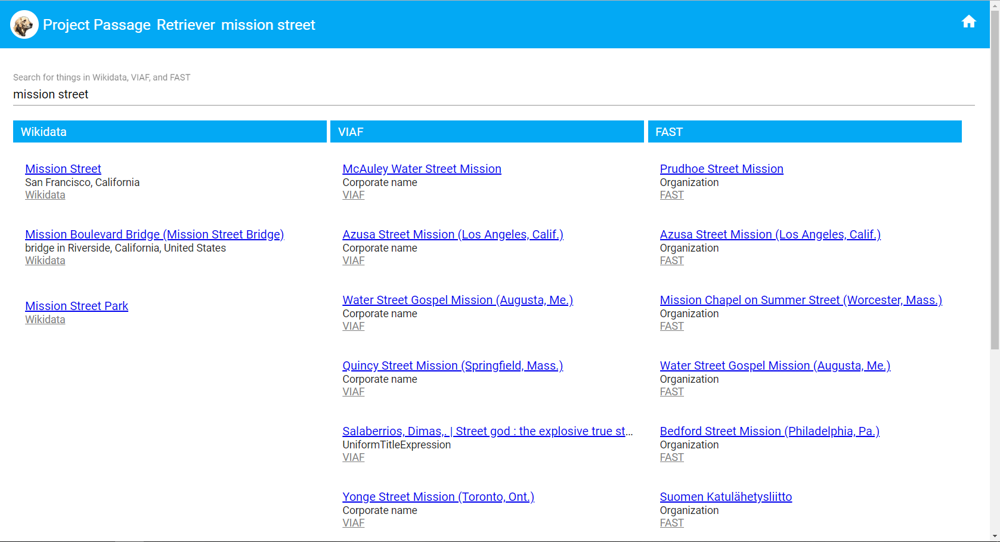 Project Passage Retriever mission street
Search for things in Wikidata, VIAF, and FAST
mission street
Wikidata
Mission Street
San Francisco, California
Wikidata
Mission Boulevard Bridge (Mission Street Bridge)
bridge in Riverside, California, United States
Wikidata
Mission Street Park
Wikidata
VIAF
McAuley Water Street Mission
Corporate name
VIAF
Azusa Street Mission (Los Angeles, Calif.)
Corporate name
VIAF
Water Street Gospel Mission (Augusta, Me.)
Corporate name
VIAF
Quincy Street Mission (Springfield, Mass.)
Corporate name
VIAF
Salaberrios, Dimas,. | Street god : the explosive true st...
UniformTitleExpression
VIAF
Yonge Street Mission (Toronto, Ont.)
Corporate name
VIAF
FAST
Prudhoe Street Mission
Organization
FAST
Azusa Street Mission (Los Angeles, Calif.)
Organization
FAST
Mission Chapel on Summer Street (Worcester, Mass.)
Organization
FAST
Water Street Gospel Mission (Augusta, Me.)
Organization
FAST
Bedford Street Mission (Philadelphia, Pa.)
Organization
FAST
Suomen Katulähetysliitto
Organization
FAST